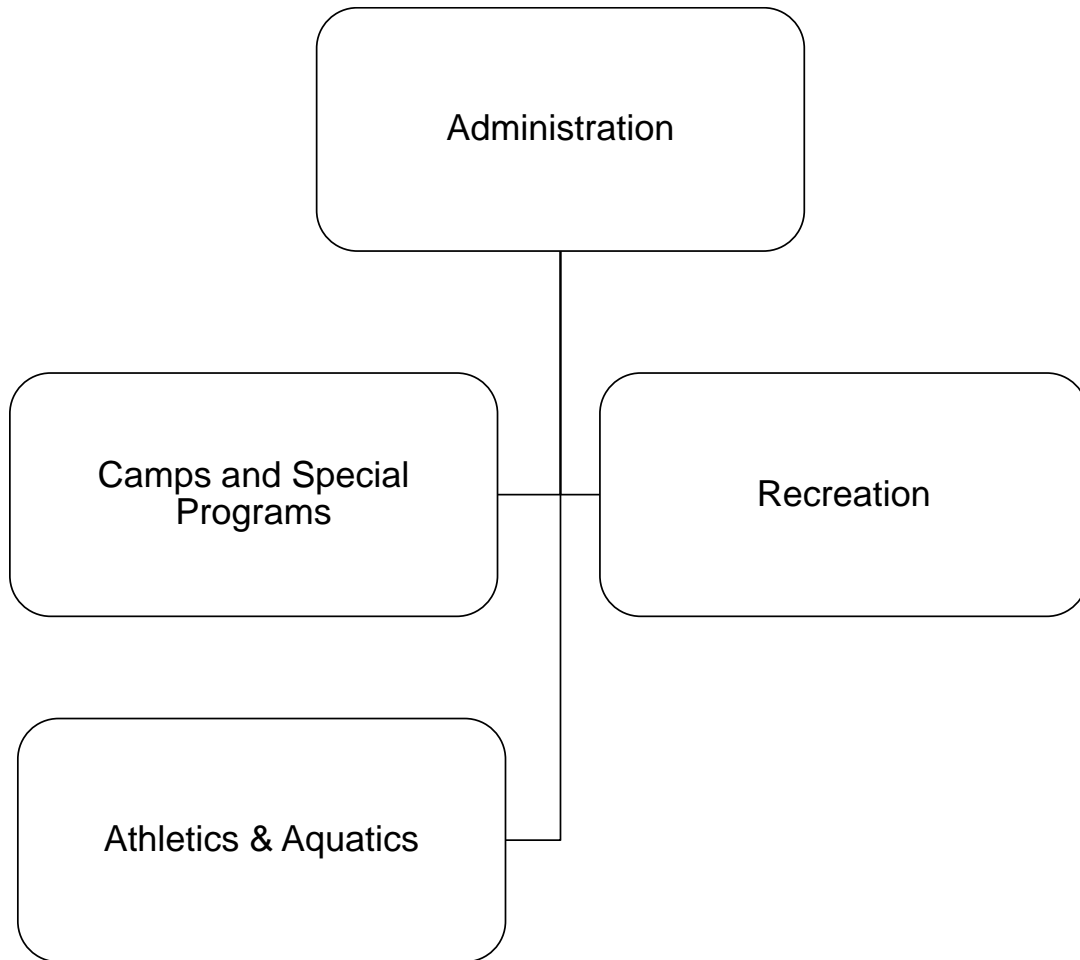 Administration
Camps and Special
Programs
Recreation
Athletics & Aquatics